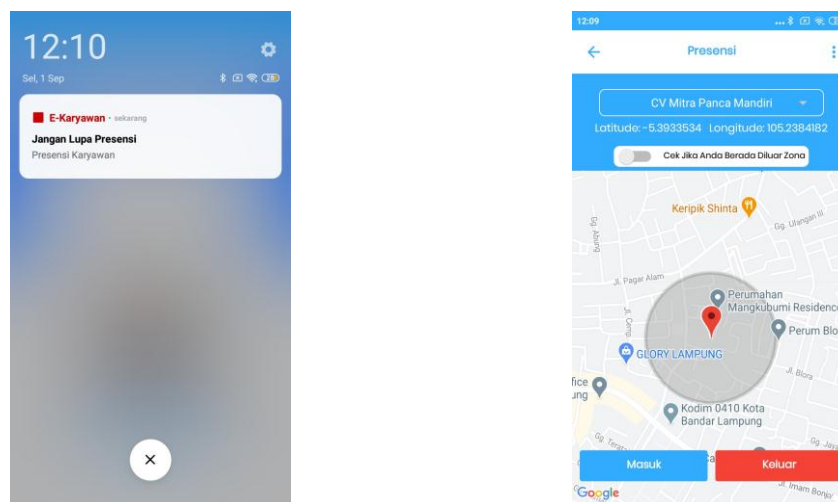 12:10
Sel, 1 Sep
E-Karyawan • sekarang
Jangan Lupa Presensi
Presensi Karyawan
12:09
Presensi
CV Mitra Panca Mandiri
Latitude:-5.3933534 Longitude:105.2384182
Cek Jika Anda Berada Diluar Zona
Keripik Shinta
Gg. Ulangan III
Gg. Abung
Jl. Pagar Alam
Perumahan
Mangkubumi Residence
Perum Blo
GLORY LAMPUNG
Jl. Blora
fice
ung
Kodim 0410 Kota
Bandar Lampung
Masuk
Keluar
Google
Jl. Imam Bonjol